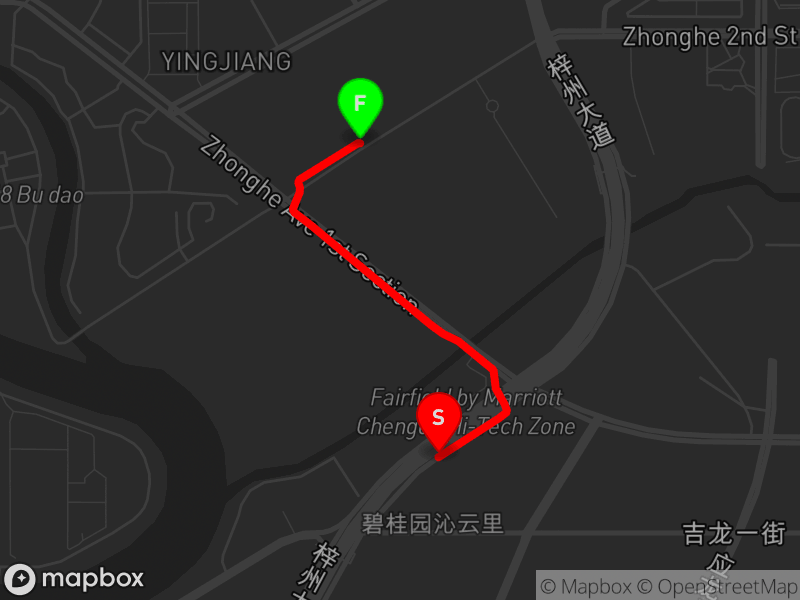 Zhonghe 2nd St
YINGJIANG
梓州大道
F
Zhonghe Ave 1st Section
8 Bu dao
Fairfield by Marriott
Chengdu Hi-Tech Zone
S
碧桂园沁云里
吉龙一街
梓州大
mapbox
© Mapbox © OpenStreetMap